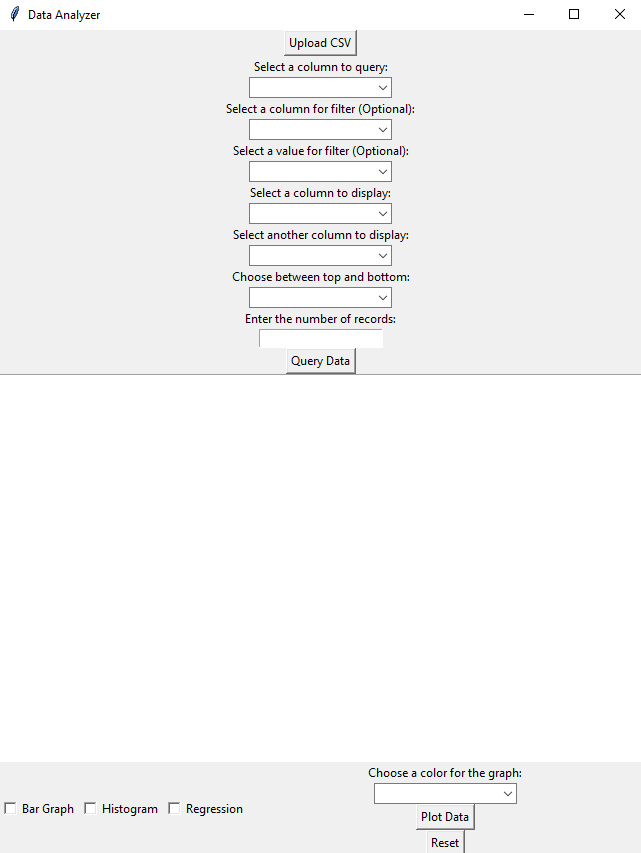 Data Analyzer
Upload CSV
Select a column to query:
Select a column for filter (Optional):
Select a value for filter (Optional):
Select a column to display:
Select another column to display:
Choose between top and bottom:
Enter the number of records:
Query Data
Choose a color for the graph:
Bar Graph Histogram Regression
Plot Data
Reset